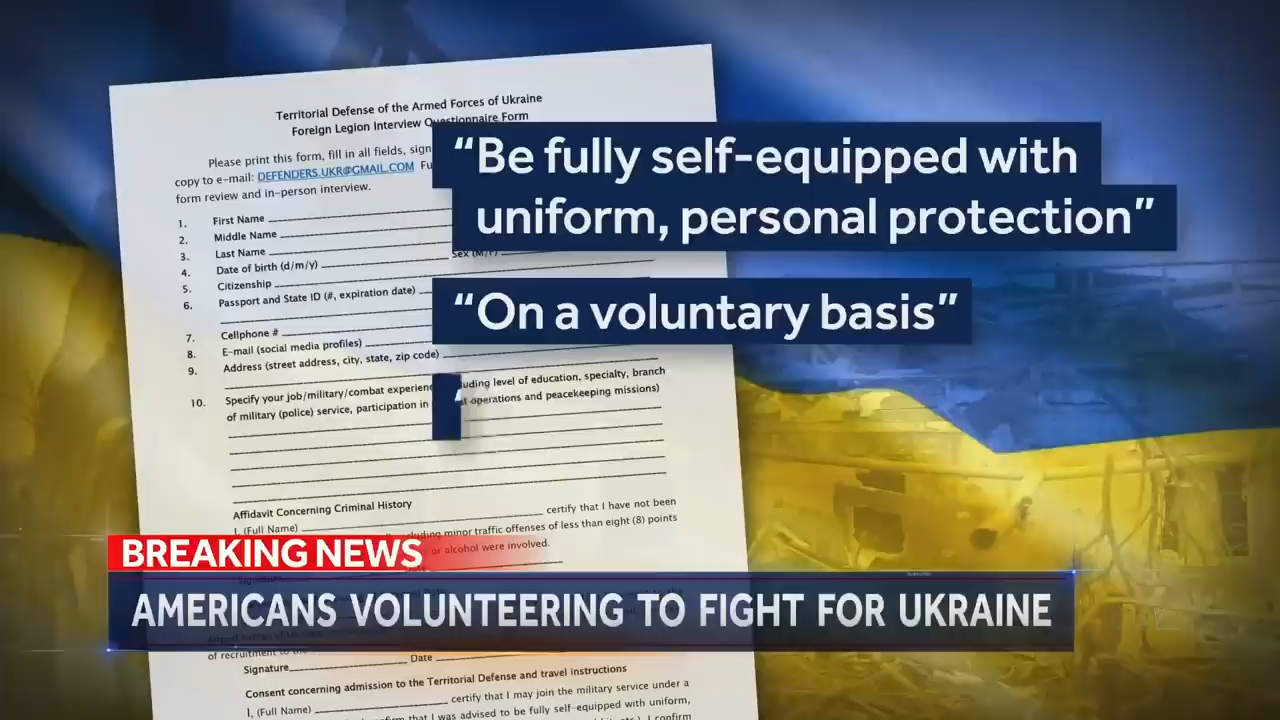 Territorial Defense of the Armed Forces of Ukraine
Foreign Legion Interview Questionnaire Form
Please print this form, fill in all fields, sign
copy to e-mail: DEFENDERS.UKR@GMAIL.COM
form review and in-person interview.
1. First Name
2. Middle Name
3. Last Name
4. Date of birth (d/m/y) Sex (M/F)
5. Citizenship
6. Passport and State ID (#, expiration date)
7. Cellphone #
8. E-mail (social media profiles)
9. Address (street address, city, state, zip code)
10. Specify your job/military/combat level of education, specialty, branch
of military (police) service, participation in operations and peacekeeping missions)
"Be fully self-equipped with
uniform, personal protection"
"On a voluntary basis"
Affidavit Concerning Criminal History
I, (Full Name) certify that I have not been
minor traffic offenses of less than eight (8) points
or alcohol were involved.
BREAKING NEWS
AMERICANS VOLUNTEERING TO FIGHT FOR UKRAINE
of recruitment to the
Signature Date
Consent concerning admission to the Territorial Defense and travel instructions
I, (Full Name) certify that I may join the military service under a
that I was advised to be fully self-equipped with uniform,
I confirm